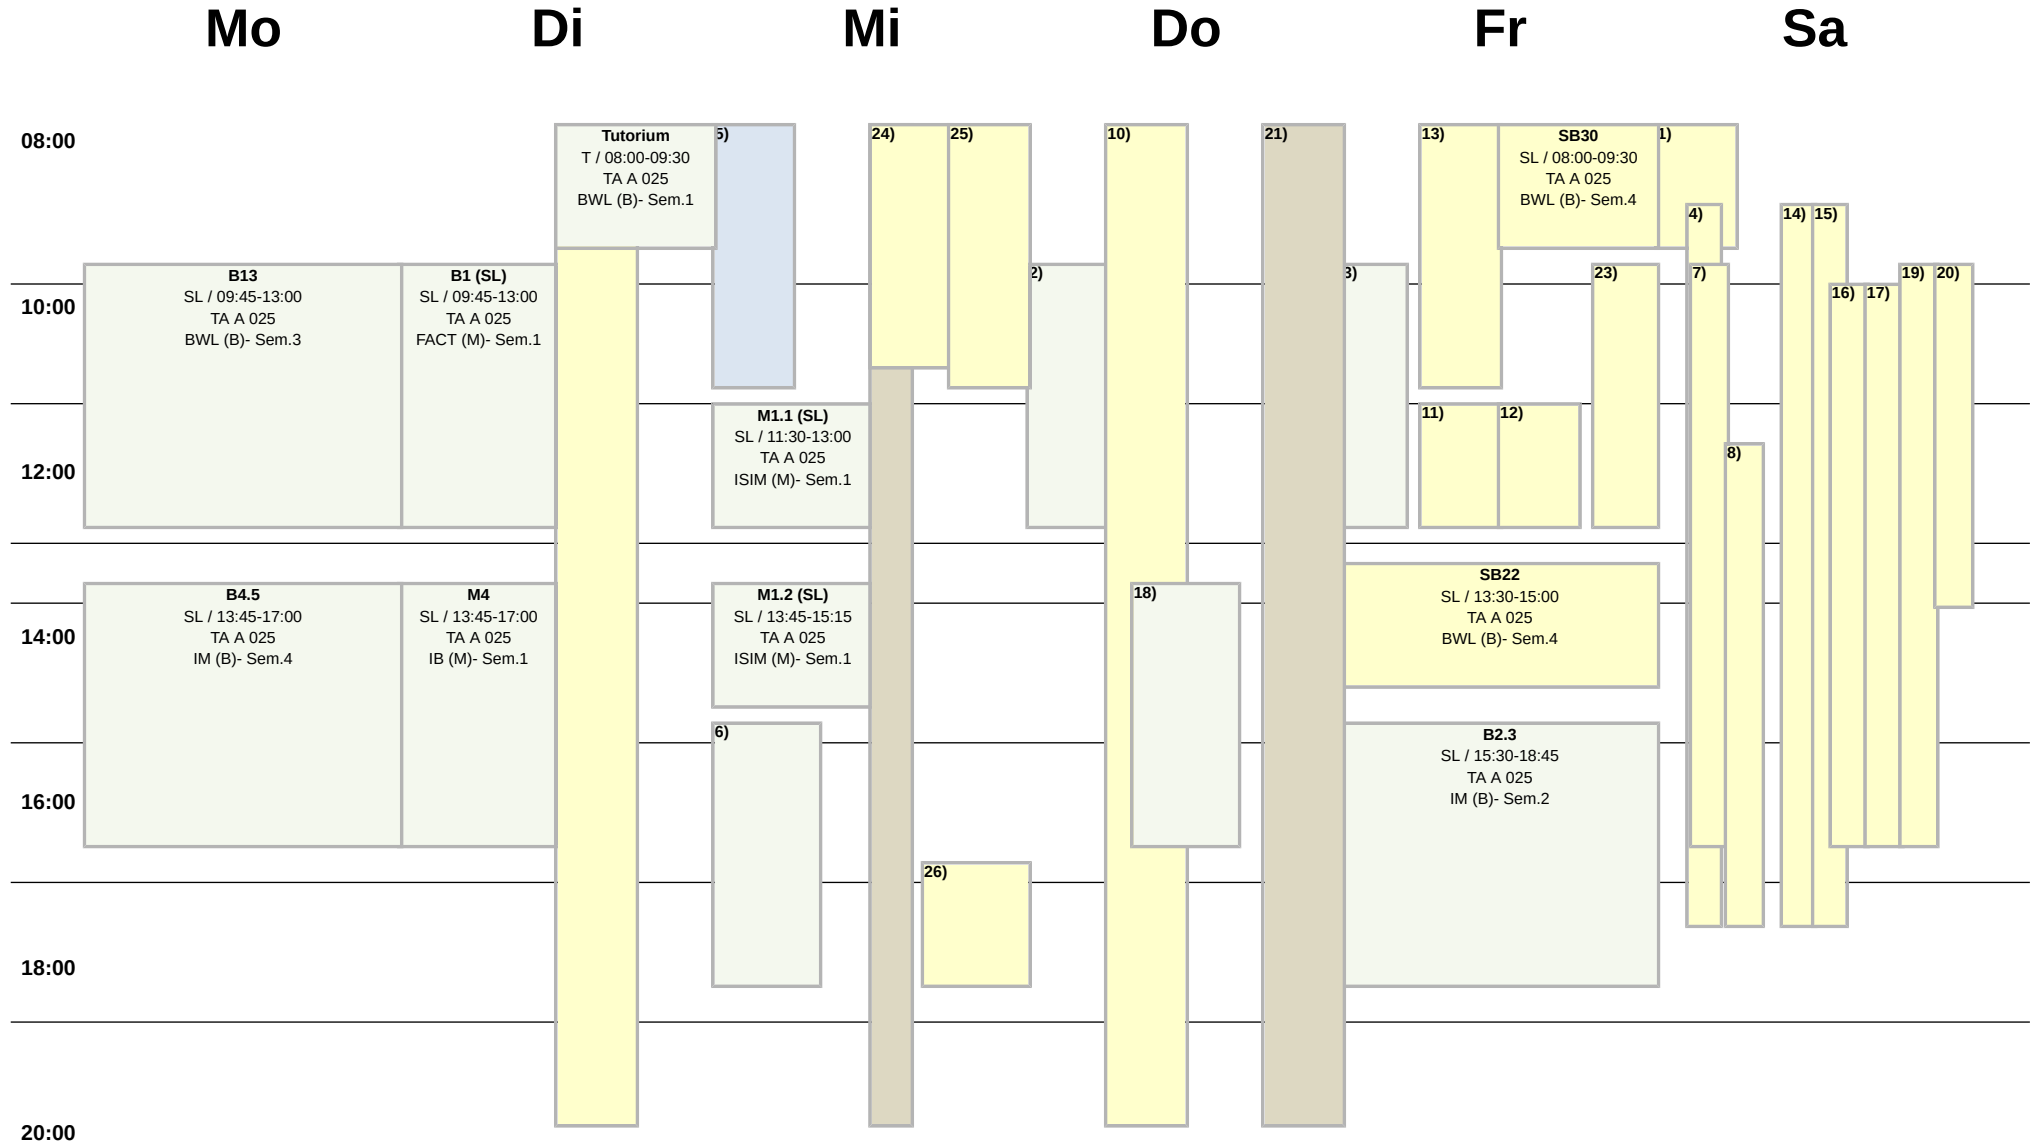 Mo Di Mi Do Fr Sa
08:00
10:00
12:00
14:00
16:00
18:00
20:00
B13
SL / 09:45-13:00
TA A 025
BWL (B)- Sem.3
B4.5
SL / 13:45-17:00
TA A 025
IM (B)- Sem.4
B1 (SL)
SL / 09:45-13:00
TA A 025
FACT (M)- Sem.1
M4
SL / 13:45-17:00
TA A 025
IB (M)- Sem.1
Tutorium
T / 08:00-09:30
TA A 025
BWL (B)- Sem.1
5)
M1.1 (SL)
SL / 11:30-13:00
TA A 025
ISIM (M)- Sem.1
M1.2 (SL)
SL / 13:45-15:15
TA A 025
ISIM (M)- Sem.1
6)
24)
25)
26)
2)
10)
18)
21)
3)
13)
11)
12)
SB30
SL / 08:00-09:30
TA A 025
BWL (B)- Sem.4
23)
SB22
SL / 13:30-15:00
TA A 025
BWL (B)- Sem.4
B2.3
SL / 15:30-18:45
TA A 025
IM (B)- Sem.2
1)
4)
7)
8)
14)
15)
16)
17)
19)
20)